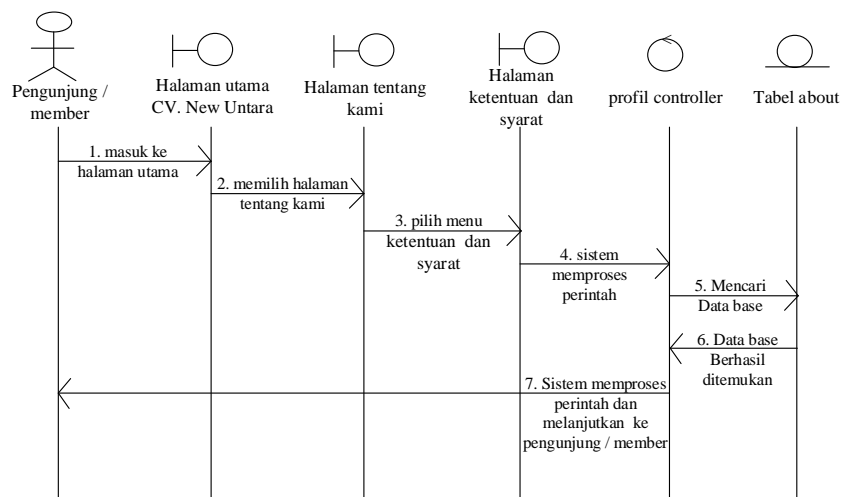 Pengunjung /
member
Halaman utama
CV. New Untara
Halaman tentang
kami
Halaman
ketentuan dan
syarat
profil controller
Tabel about
1. masuk ke
halaman utama
2. memilih halaman
tentang kami
3. pilih menu
ketentuan dan
syarat
4. sistem
memproses
perintah
5. Mencari
Data base
6. Data base
Berhasil
ditemukan
7. Sistem memproses
perintah dan
melanjutkan ke
pengunjung / member